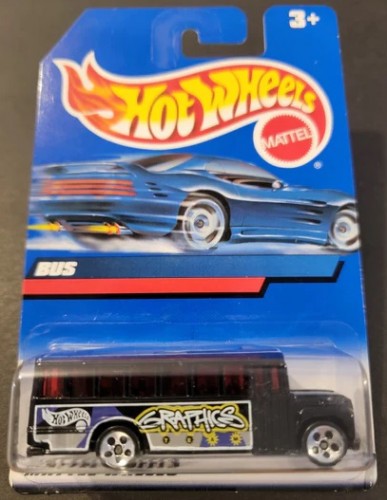 3+
HOT WHEELS
MATTEL
®
BUS
HOT WHEELS
GRAPHICS